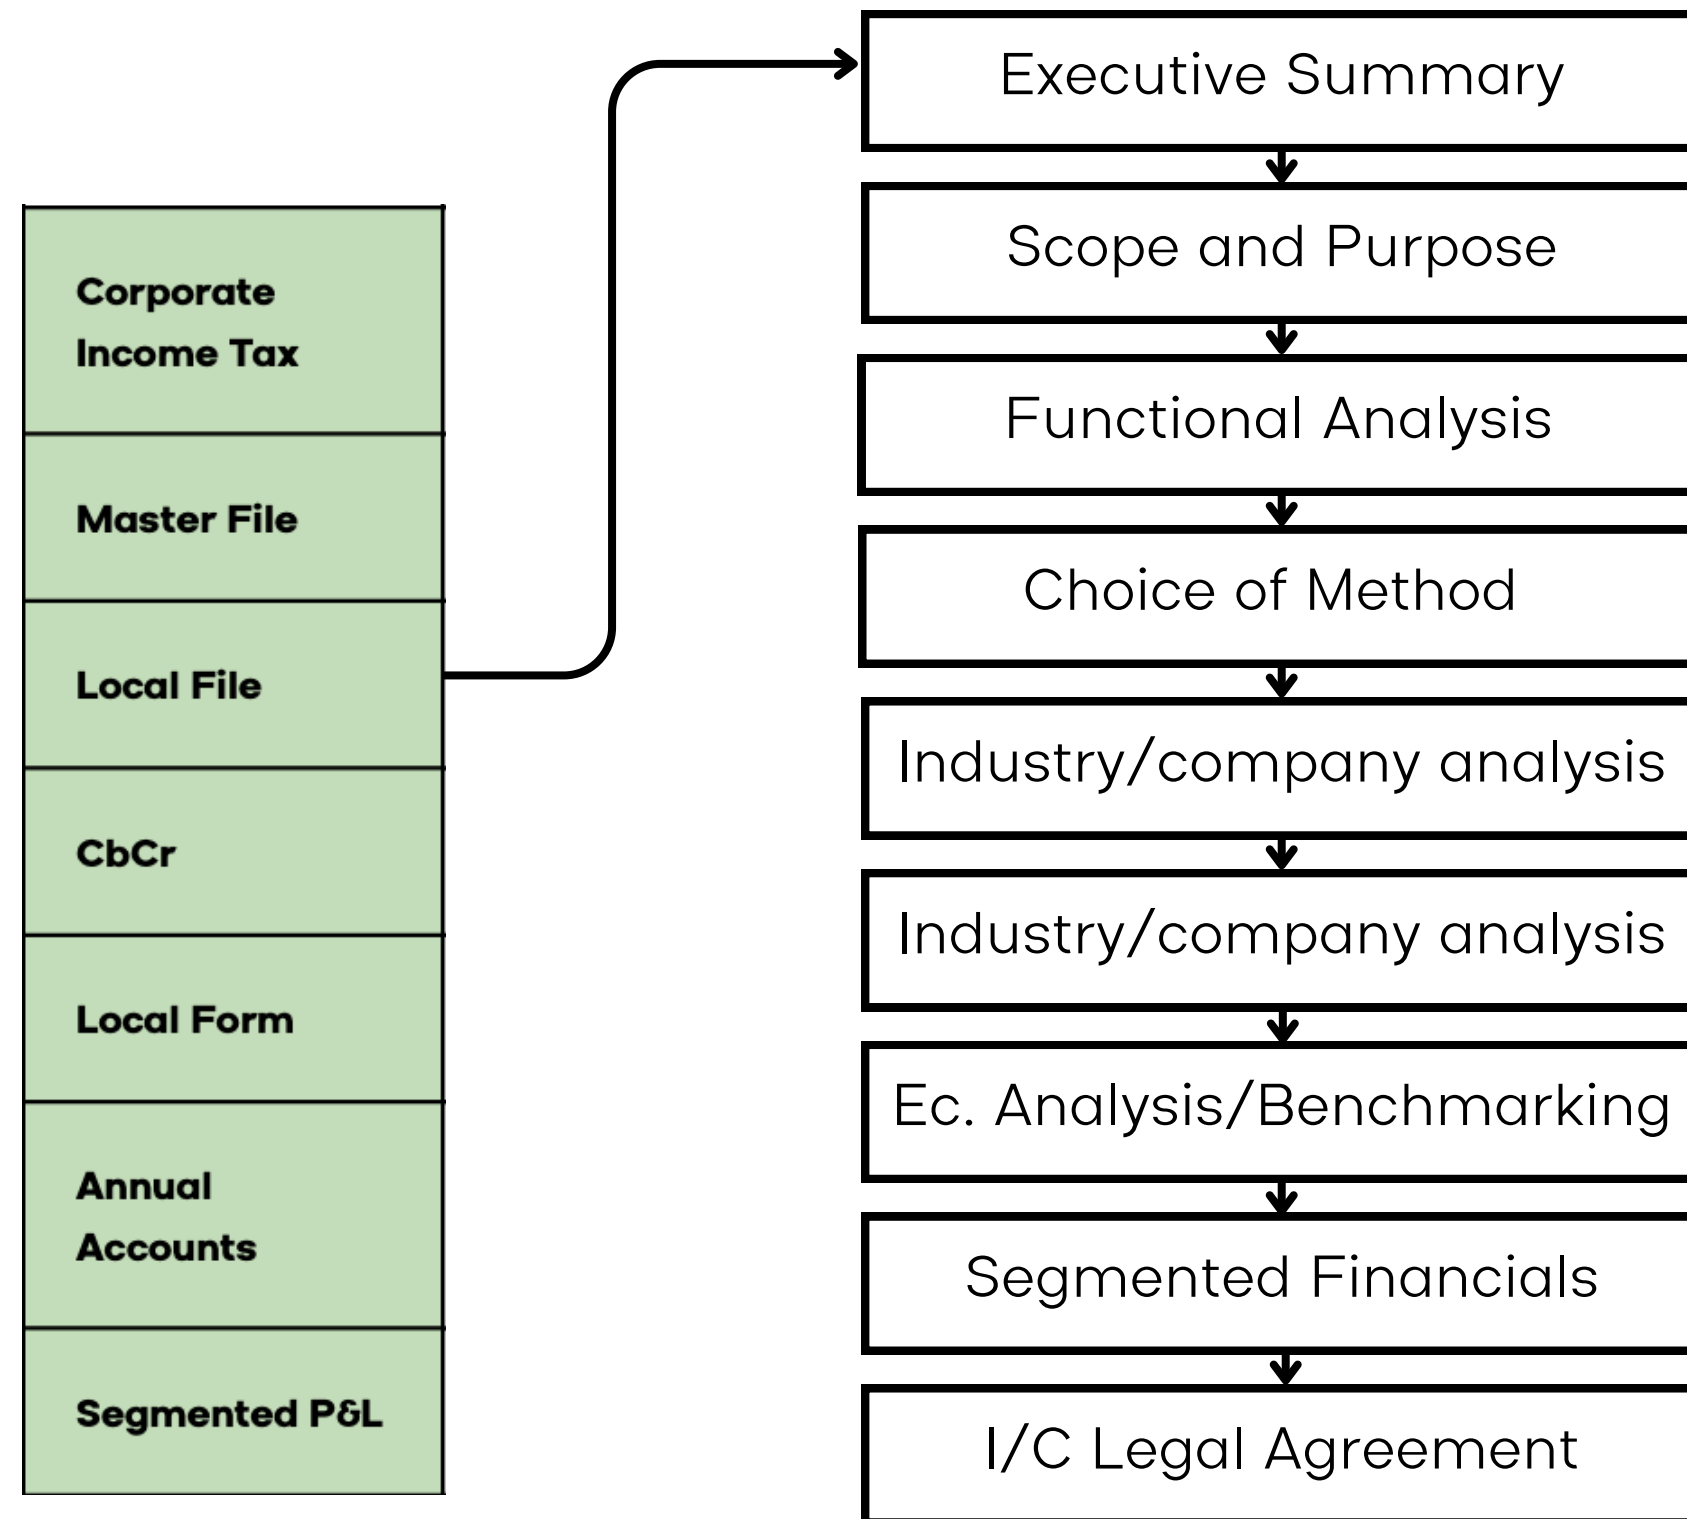 Corporate
Income Tax
Master File
Local File
CbCr
Local Form
Annual
Accounts
Segmented P&L
Executive Summary
Scope and Purpose
Functional Analysis
Choice of Method
Industry/company analysis
Industry/company analysis
Ec. Analysis/Benchmarking
Segmented Financials
I/C Legal Agreement